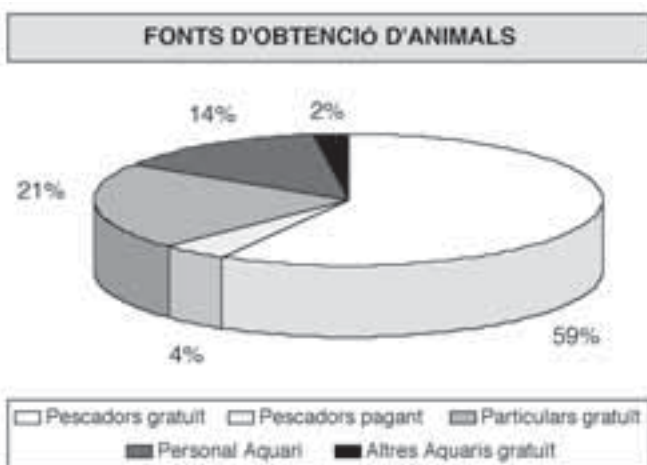 FONTS D'OBTENCIÓ D'ANIMALS
14% 2%
21%
59%
4%
Pescadors gratuït Pescadors pagant Particulars gratuït
Personal Aquari Altres Aquaris gratuït